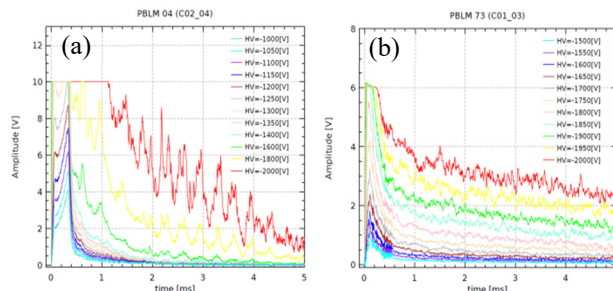 PBLM 04 (C02_04)
(a)
HV=-1000[V]
HV=-1050[V]
HV=-1100[V]
HV=-1150[V]
HV=-1200[V]
HV=-1250[V]
HV=-1300[V]
HV=-1350[V]
HV=-1400[V]
HV=-1600[V]
HV=-1800[V]
HV=-2000[V]
Amplitude [V]
12
10
8
6
4
2
0
0 1 2 3 4 5
time [ms]
PBLM 73 (C01_03)
(b)
HV=-1500[V]
HV=-1550[V]
HV=-1600[V]
HV=-1650[V]
HV=-1700[V]
HV=-1750[V]
HV=-1800[V]
HV=-1850[V]
HV=-1900[V]
HV=-1950[V]
HV=-2000[V]
Amplitude [V]
8
6
4
2
0
0 1 2 3 4
time [ms]